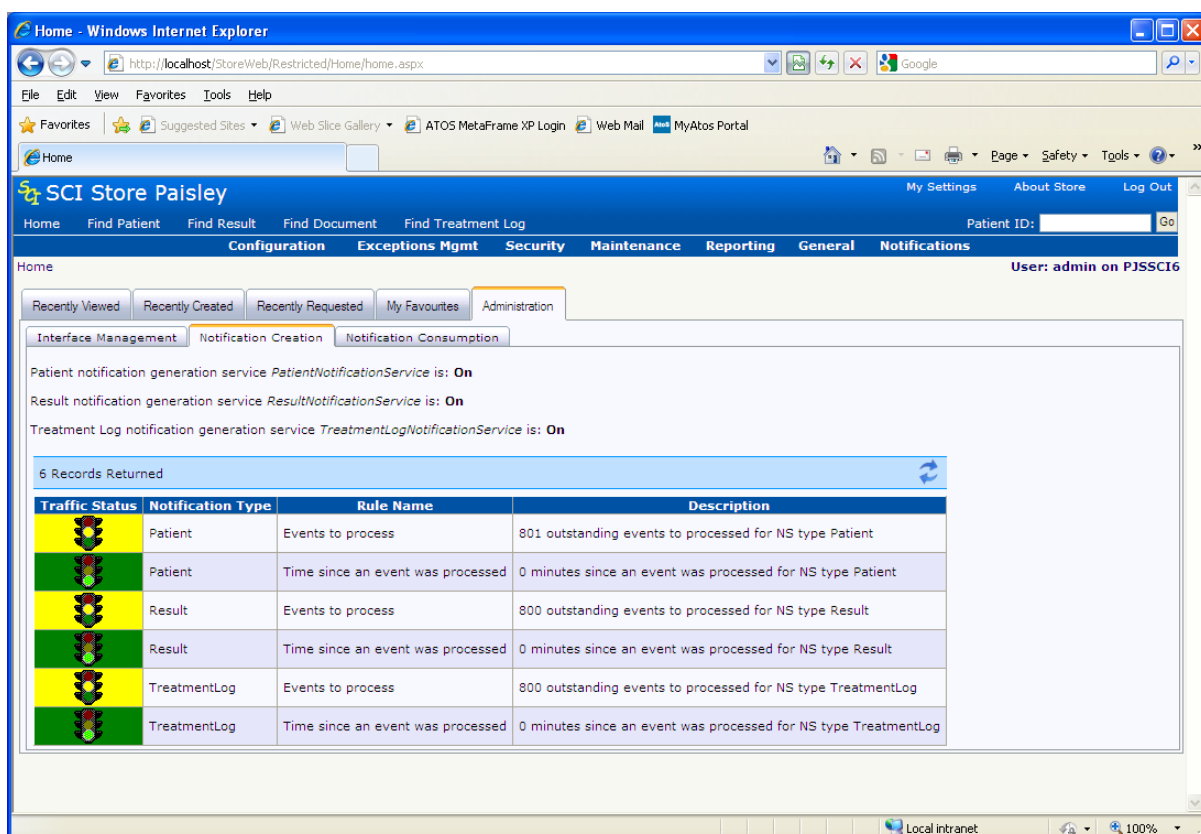 Home - Windows Internet Explorer
http://localhost/StoreWeb/Restricted/Home/home.aspx
Google
File Edit View Favorites Tools Help
Favorites Suggested Sites Web Slice Gallery ATOS MetaFrame XP Login Web Mail Atos MyAtos Portal
Home Page Safety Tools »
SCI Store Paisley My Settings About Store Log Out
Home Find Patient Find Result Find Document Find Treatment Log Patient ID: Go
Configuration Exceptions Mgmt Security Maintenance Reporting General Notifications
Home User: admin on PJSSCI6
Recently Viewed Recently Created Recently Requested My Favourites Administration
Interface Management Notification Creation Notification Consumption
Patient notification generation service PatientNotificationService is: On
Result notification generation service ResultNotificationService is: On
Treatment Log notification generation service TreatmentLogNotificationService is: On
6 Records Returned
Traffic Status Notification Type Rule Name Description
Patient Events to process 801 outstanding events to processed for NS type Patient
Patient Time since an event was processed 0 minutes since an event was processed for NS type Patient
Result Events to process 800 outstanding events to processed for NS type Result
Result Time since an event was processed 0 minutes since an event was processed for NS type Result
TreatmentLog Events to process 800 outstanding events to processed for NS type TreatmentLog
TreatmentLog Time since an event was processed 0 minutes since an event was processed for NS type TreatmentLog
Local intranet 100%